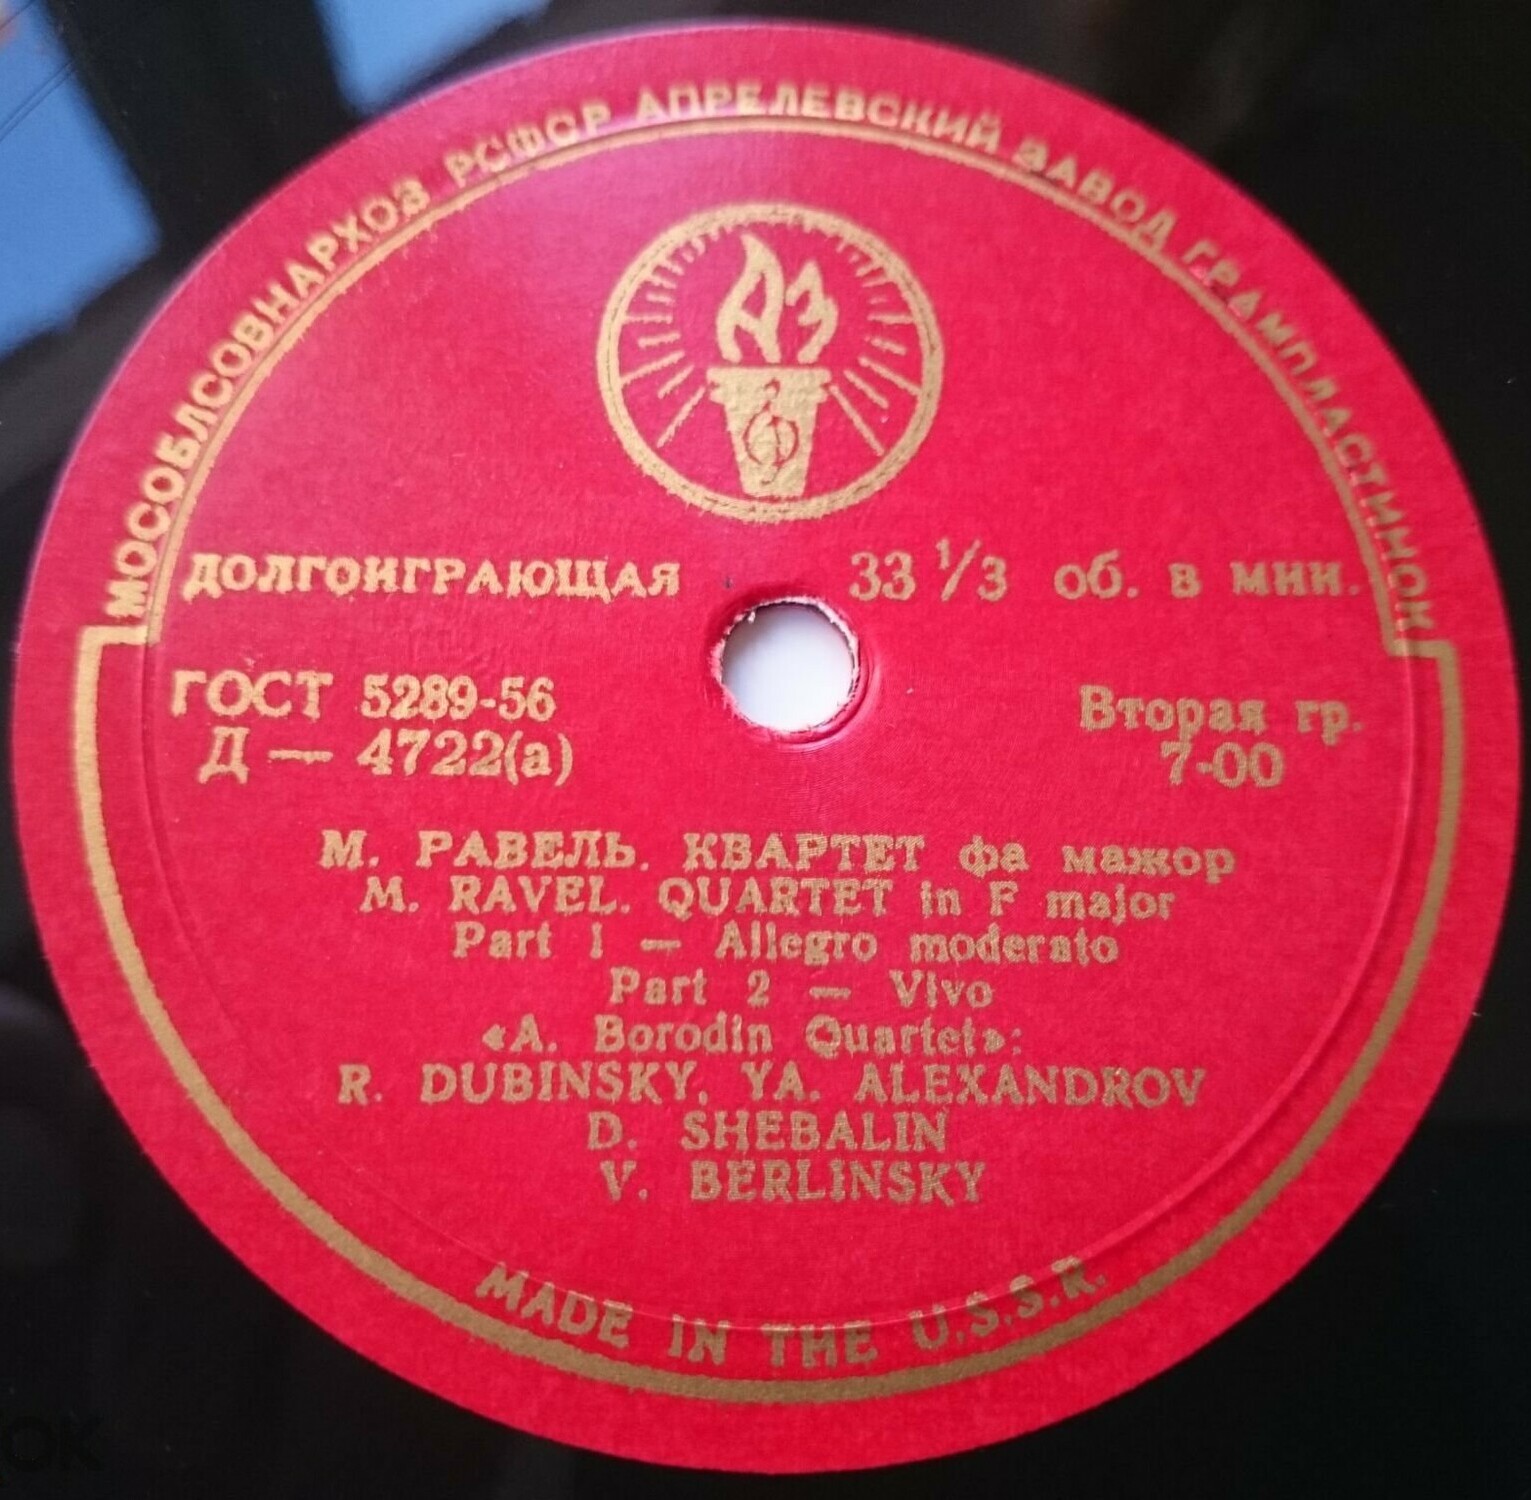 МОСОБЛСОВНАРХОЗ РСФСР АПРЕЛЕВСКИЙ ЗАВОД ГРАМПЛАСТИНОК
АЗ
ДОЛГОИГРАЮЩАЯ 33 1/3 об. в мин.
ГОСТ 5289-56 Вторая гр.
Д — 4722(а) 7-00
М. РАВЕЛЬ. КВАРТЕТ фа мажор
M. RAVEL. QUARTET in F major
Part 1 — Allegro moderato
Part 2 — Vivo
«A. Borodin Quartet»:
R. DUBINSKY, YA. ALEXANDROV
D. SHEBALIN
V. BERLINSKY
MADE IN THE U.S.S.R.